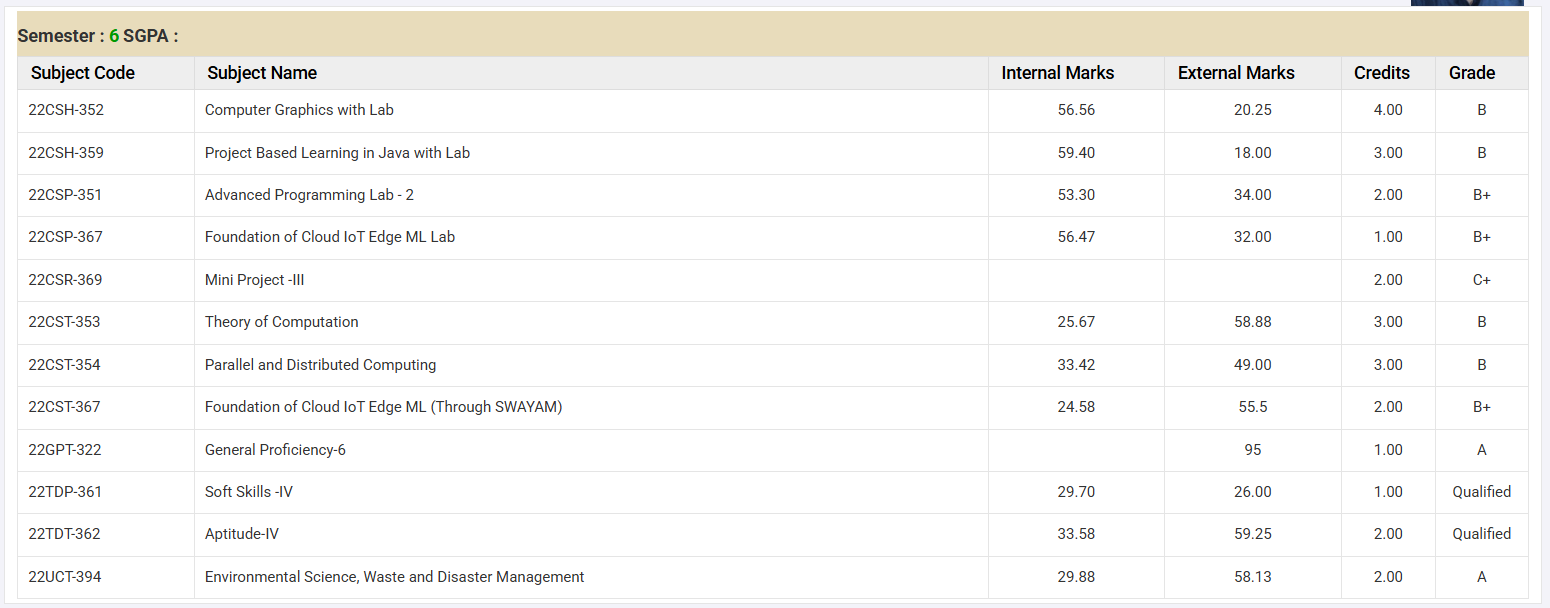 Semester : 6 SGPA :
Subject Code Subject Name Internal Marks External Marks Credits Grade
22CSH-352 Computer Graphics with Lab 56.56 20.25 4.00 B
22CSH-359 Project Based Learning in Java with Lab 59.40 18.00 3.00 B
22CSP-351 Advanced Programming Lab - 2 53.30 34.00 2.00 B+
22CSP-367 Foundation of Cloud IoT Edge ML Lab 56.47 32.00 1.00 B+
22CSR-369 Mini Project -III 2.00 C+
22CST-353 Theory of Computation 25.67 58.88 3.00 B
22CST-354 Parallel and Distributed Computing 33.42 49.00 3.00 B
22CST-367 Foundation of Cloud IoT Edge ML (Through SWAYAM) 24.58 55.5 2.00 B+
22GPT-322 General Proficiency-6 95 1.00 A
22TDP-361 Soft Skills -IV 29.70 26.00 1.00 Qualified
22TDT-362 Aptitude-IV 33.58 59.25 2.00 Qualified
22UCT-394 Environmental Science, Waste and Disaster Management 29.88 58.13 2.00 A